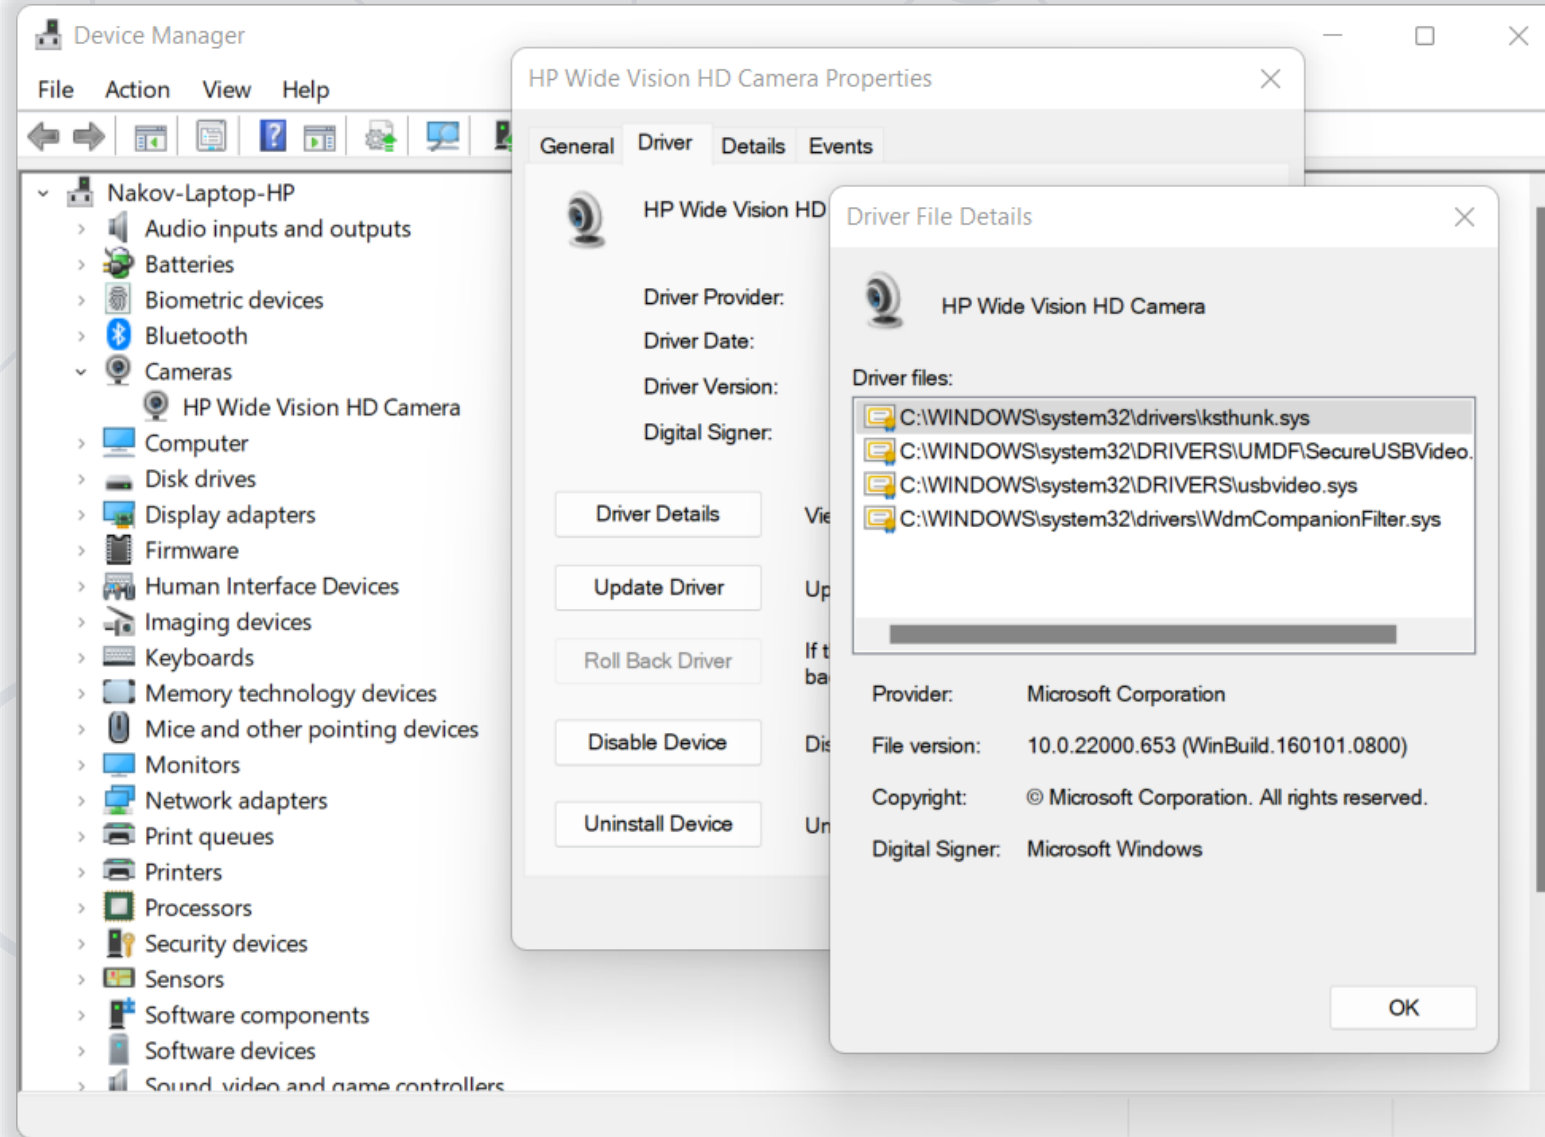 Device Manager
File Action View Help
Nakov-Laptop-HP
Audio inputs and outputs
Batteries
Biometric devices
Bluetooth
Cameras
HP Wide Vision HD Camera
Computer
Disk drives
Display adapters
Firmware
Human Interface Devices
Imaging devices
Keyboards
Memory technology devices
Mice and other pointing devices
Monitors
Network adapters
Print queues
Printers
Processors
Security devices
Sensors
Software components
Software devices
Sound, video and game controllers
HP Wide Vision HD Camera Properties
General Driver Details Events
HP Wide Vision HD
Driver Provider:
Driver Date:
Driver Version:
Digital Signer:
Driver Details
Update Driver
Roll Back Driver
If
Disable Device
Uninstall Device
Driver File Details
HP Wide Vision HD Camera
Driver files:
C:\WINDOWS\system32\drivers\ksthunk.sys
C:\WINDOWS\system32\DRIVERS\UMDF\SecureUSBVideo.
C:\WINDOWS\system32\DRIVERS\usbvideo.sys
C:\WINDOWS\system32\drivers\WdmCompanionFilter.sys
Provider: Microsoft Corporation
File version: 10.0.22000.653 (WinBuild.160101.0800)
Copyright: © Microsoft Corporation. All rights reserved.
Digital Signer: Microsoft Windows
OK